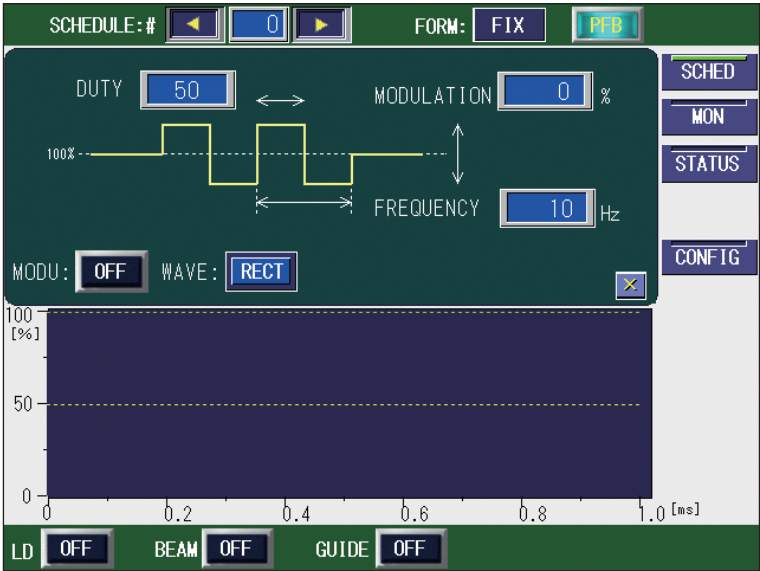 SCHEDULE:# 0 FORM: FIX PFB
DUTY 50 MODULATION 0 %
100%
FREQUENCY 10 Hz
MODU: OFF WAVE: RECT ×
SCHED
MON
STATUS
CONFIG
100
[%]
50
0
0 0.2 0.4 0.6 0.8 1.0 [ms]
LD OFF BEAM OFF GUIDE OFF